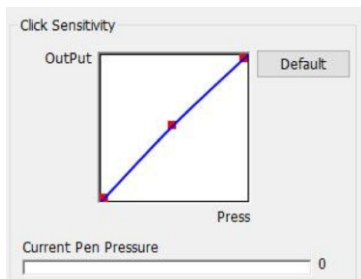 Click Sensitivity
OutPut
Default
Press
Current Pen Pressure
0